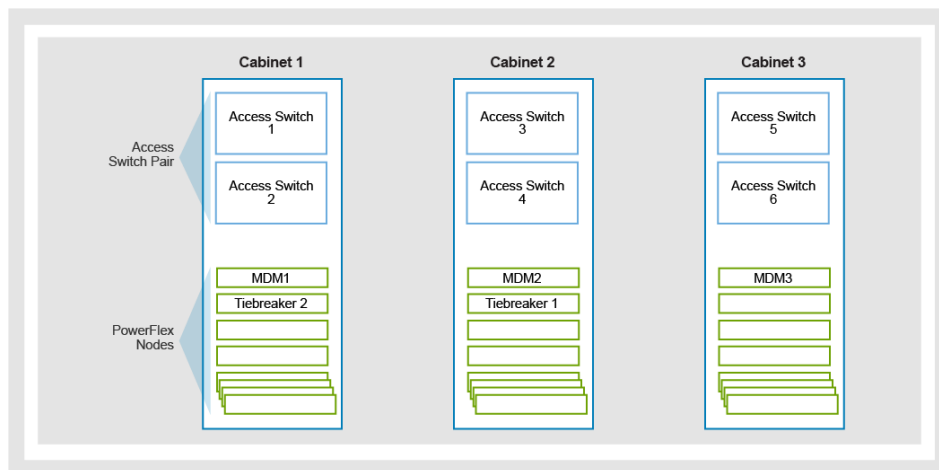 Cabinet 1
Cabinet 2
Cabinet 3
Access Switch
1
Access Switch
3
Access Switch
5
Access
Switch Pair
Access Switch
2
Access Switch
4
Access Switch
6
MDM1
MDM2
MDM3
Tiebreaker 2
Tiebreaker 1
PowerFlex
Nodes